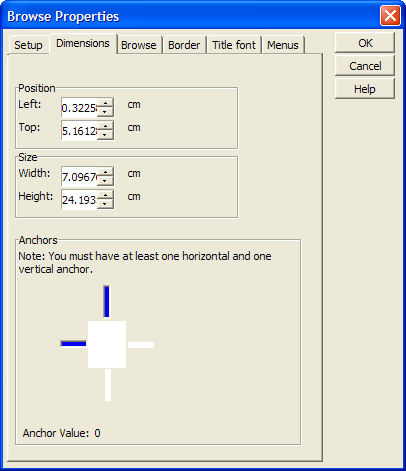 Browse Properties
Setup Dimensions Browse Border Title font Menus
OK
Cancel
Help
Position
Left: 0.3225 cm
Top: 5.1612 cm
Size
Width: 7.0967 cm
Height: 24.193 cm
Anchors
Note: You must have at least one horizontal and one
vertical anchor.
Anchor Value: 0